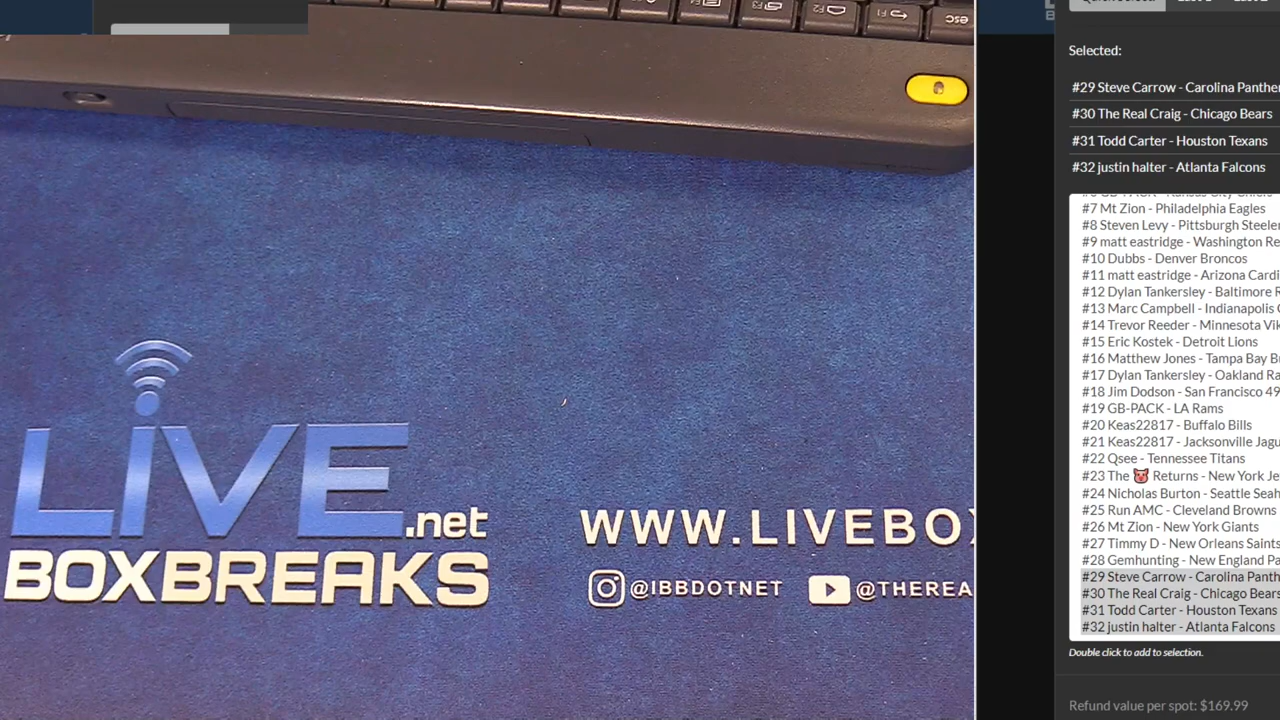 esc
Selected:
#29 Steve Carrow - Carolina Panther
#30 The Real Craig - Chicago Bears
#31 Todd Carter - Houston Texans
#32 justin halter - Atlanta Falcons
#7 Mt Zion - Philadelphia Eagles
#8 Steven Levy - Pittsburgh Steeler
#9 matt eastridge - Washington Re
#10 Dubbs - Denver Broncos
#11 matt eastridge - Arizona Cardi
#12 Dylan Tankersley - Baltimore R
#13 Marc Campbell - Indianapolis C
#14 Trevor Reeder - Minnesota Vik
#15 Eric Kostek - Detroit Lions
#16 Matthew Jones - Tampa Bay B
#17 Dylan Tankersley - Oakland Ra
#18 Jim Dodson - San Francisco 49
#19 GB-PACK - LA Rams
#20 Keas22817 - Buffalo Bills
#21 Keas22817 - Jacksonville Jagu
#22 Qsee - Tennessee Titans
#23 The 🐷 Returns - New York Je
#24 Nicholas Burton - Seattle Seah
#25 Run AMC - Cleveland Browns
#26 Mt Zion - New York Giants
#27 Timmy D - New Orleans Saints
#28 Gemhunting - New England Pa
#29 Steve Carrow - Carolina Panth
#30 The Real Craig - Chicago Bears
#31 Todd Carter - Houston Texans
#32 justin halter - Atlanta Falcons
Double click to add to selection.
Refund value per spot: $169.99
LiVE.net
BOXBREAKS
WWW.LIVEBOX
@IBBDOTNET
@THEREA